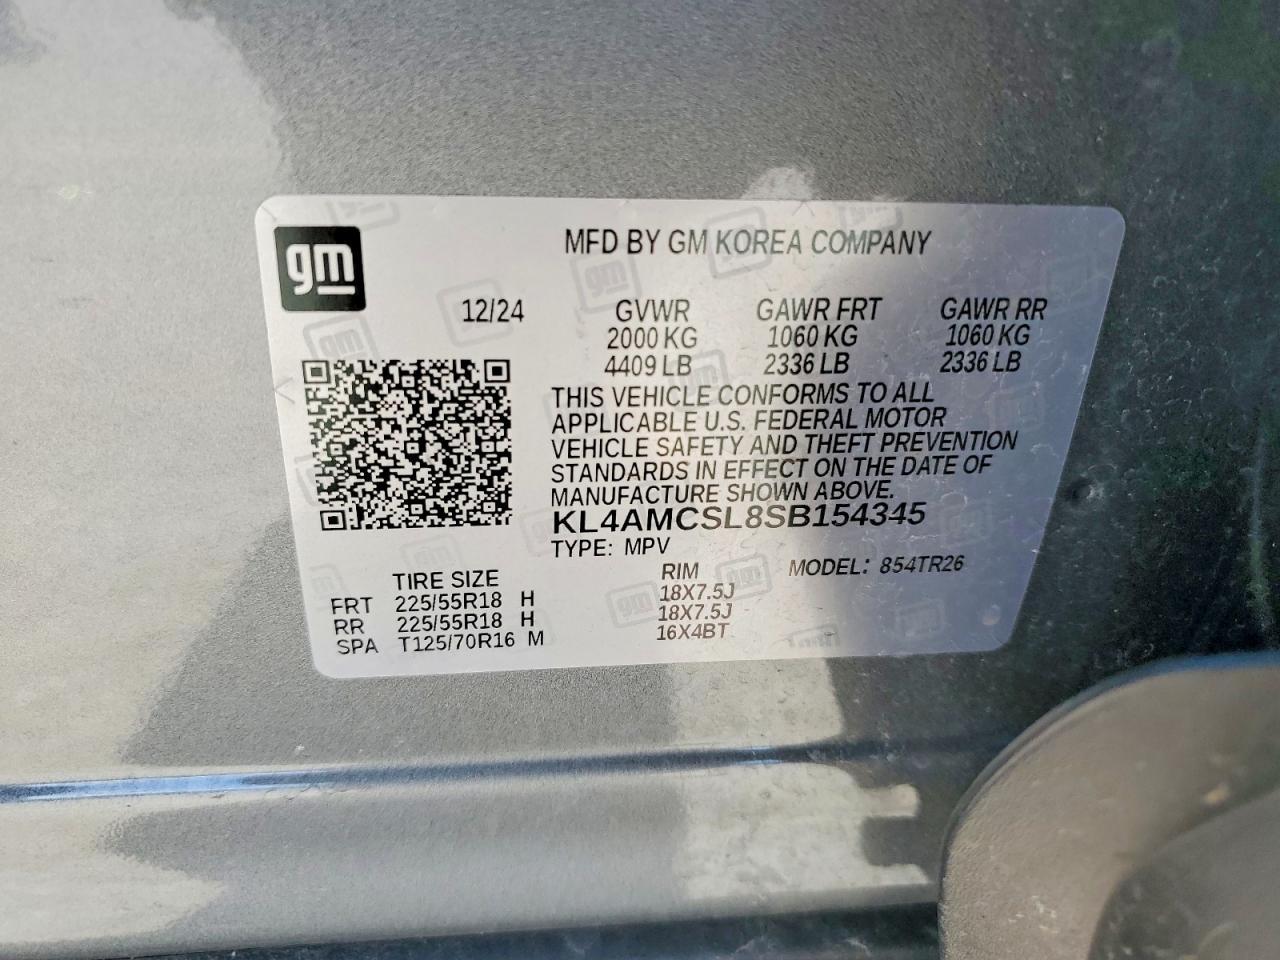 gm
MFD BY GM KOREA COMPANY
12/24 GVWR GAWR FRT GAWR RR
2000 KG 1060 KG 1060 KG
4409 LB 2336 LB 2336 LB
THIS VEHICLE CONFORMS TO ALL
APPLICABLE U.S. FEDERAL MOTOR
VEHICLE SAFETY AND THEFT PREVENTION
STANDARDS IN EFFECT ON THE DATE OF
MANUFACTURE SHOWN ABOVE.
KL4AMCSL8SB154345
TYPE: MPV MODEL: 854TR26
TIRE SIZE RIM
FRT 225/55R18 H 18X7.5J
RR 225/55R18 H 18X7.5J
SPA T125/70R16 M 16X4BT